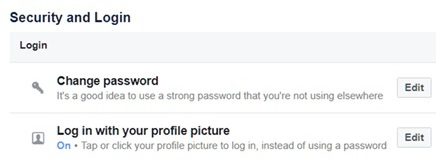 Security and Login
Login
Change password
It's a good idea to use a strong password that you're not using elsewhere
Edit
Log in with your profile picture
On • Tap or click your profile picture to log in, instead of using a password
Edit